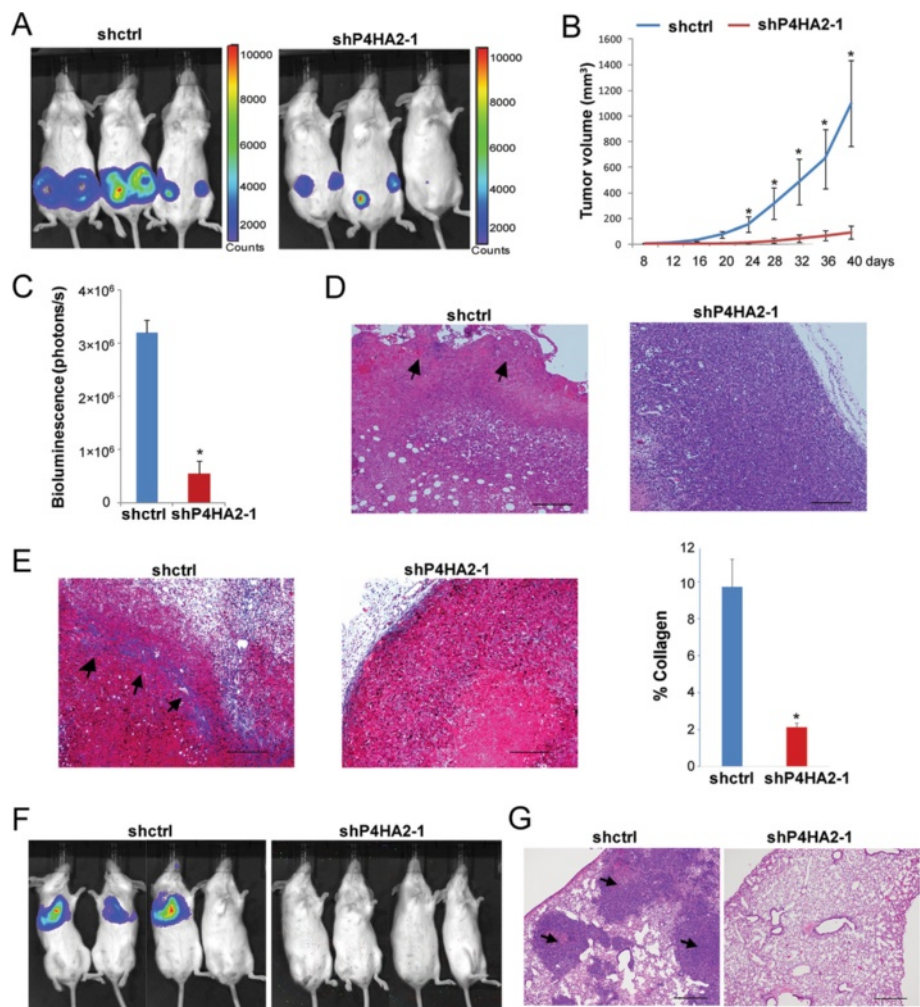 A
shctrl
shP4HA2-1
10000
8000
6000
4000
2000
Counts
10000
8000
6000
4000
2000
Counts
B
shctrl
shP4HA2-1
Tumor volume (mm³)
1600
1400
1200
1000
800
600
400
200
0
* * * * *
8 12 16 20 24 28 32 36 40 days
C
Bioluminescence (photons/s)
4×10⁶
3×10⁶
2×10⁶
1×10⁶
0
*
shctrl shP4HA2-1
D
shctrl
shP4HA2-1
E
shctrl
shP4HA2-1
% Collagen
12
10
8
6
4
2
0
*
shctrl shP4HA2-1
F
shctrl
shP4HA2-1
G
shctrl
shP4HA2-1